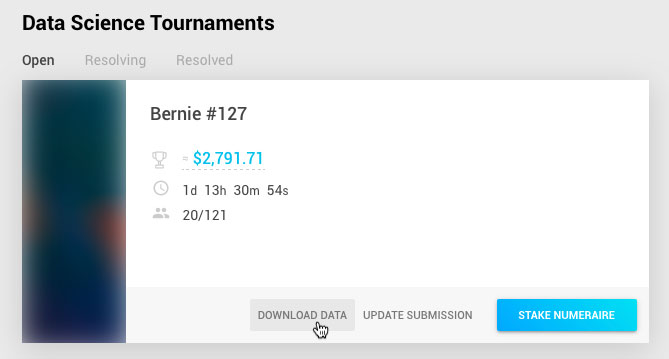 Data Science Tournaments
Open Resolving Resolved
Bernie #127
≈ $2,791.71
1d 13h 30m 54s
20/121
DOWNLOAD DATA UPDATE SUBMISSION STAKE NUMERAIRE